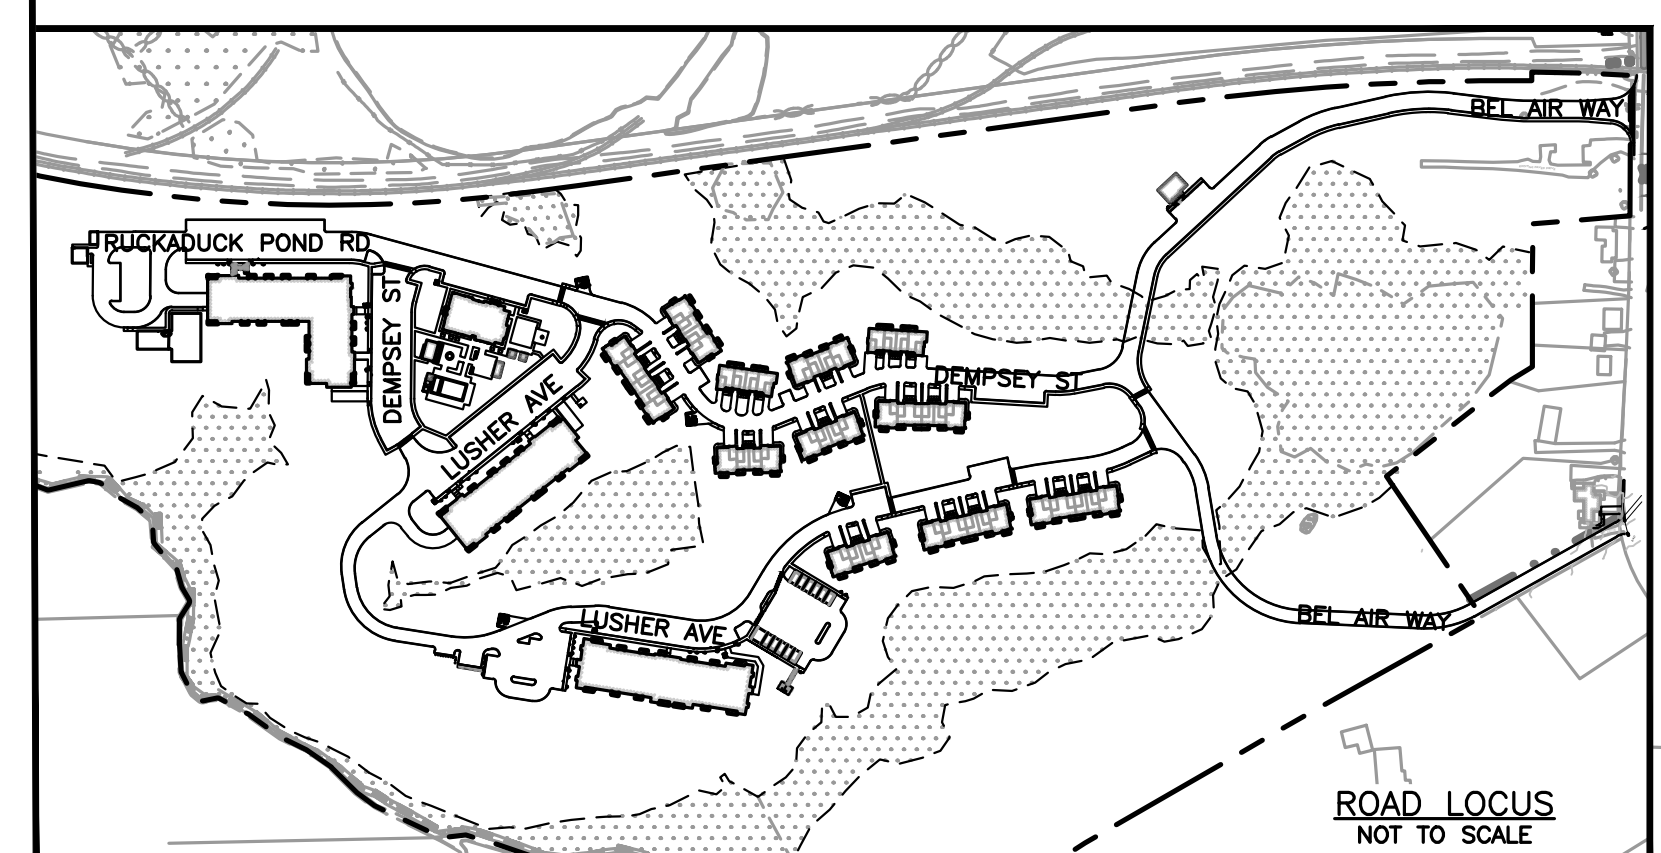 BEL AIR WAY
RUCKADUCK POND RD
DEMPSEY ST
DEMPSEY ST
LUSHER AVE
LUSHER AVE
BEL AIR WAY
ROAD LOCUS
NOT TO SCALE